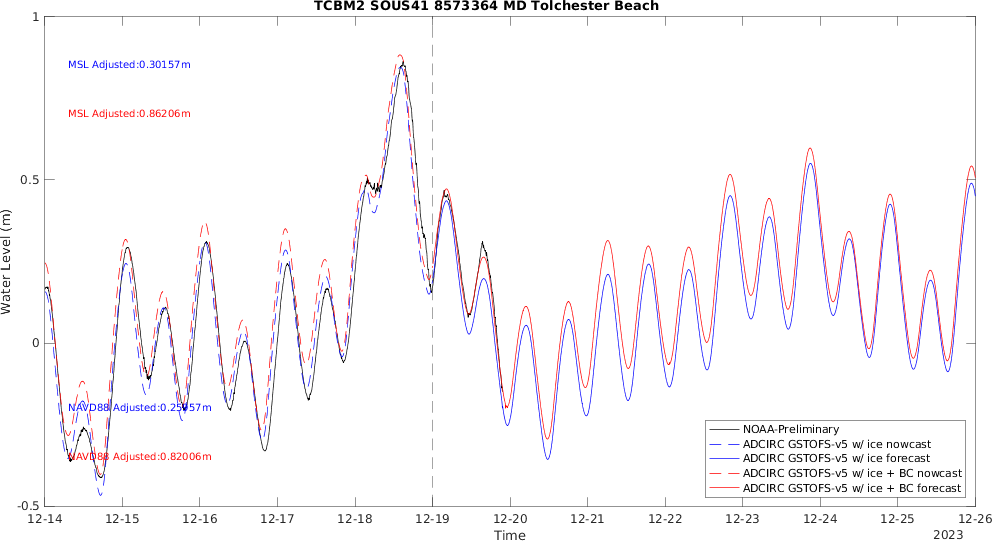 TCBM2 SOUS41 8573364 MD Tolchester Beach
1
MSL Adjusted:0.30157m
MSL Adjusted:0.86206m
0.5
Water Level (m)
0
NAVD88 Adjusted:0.25957m
NAVD88 Adjusted:0.82006m
-0.5
NOAA-Preliminary
ADCIRC GSTOFS-v5 w/ ice nowcast
ADCIRC GSTOFS-v5 w/ ice forecast
ADCIRC GSTOFS-v5 w/ ice + BC nowcast
ADCIRC GSTOFS-v5 w/ ice + BC forecast
12-14 12-15 12-16 12-17 12-18 12-19 12-20 12-21 12-22 12-23 12-24 12-25 12-26
Time
2023